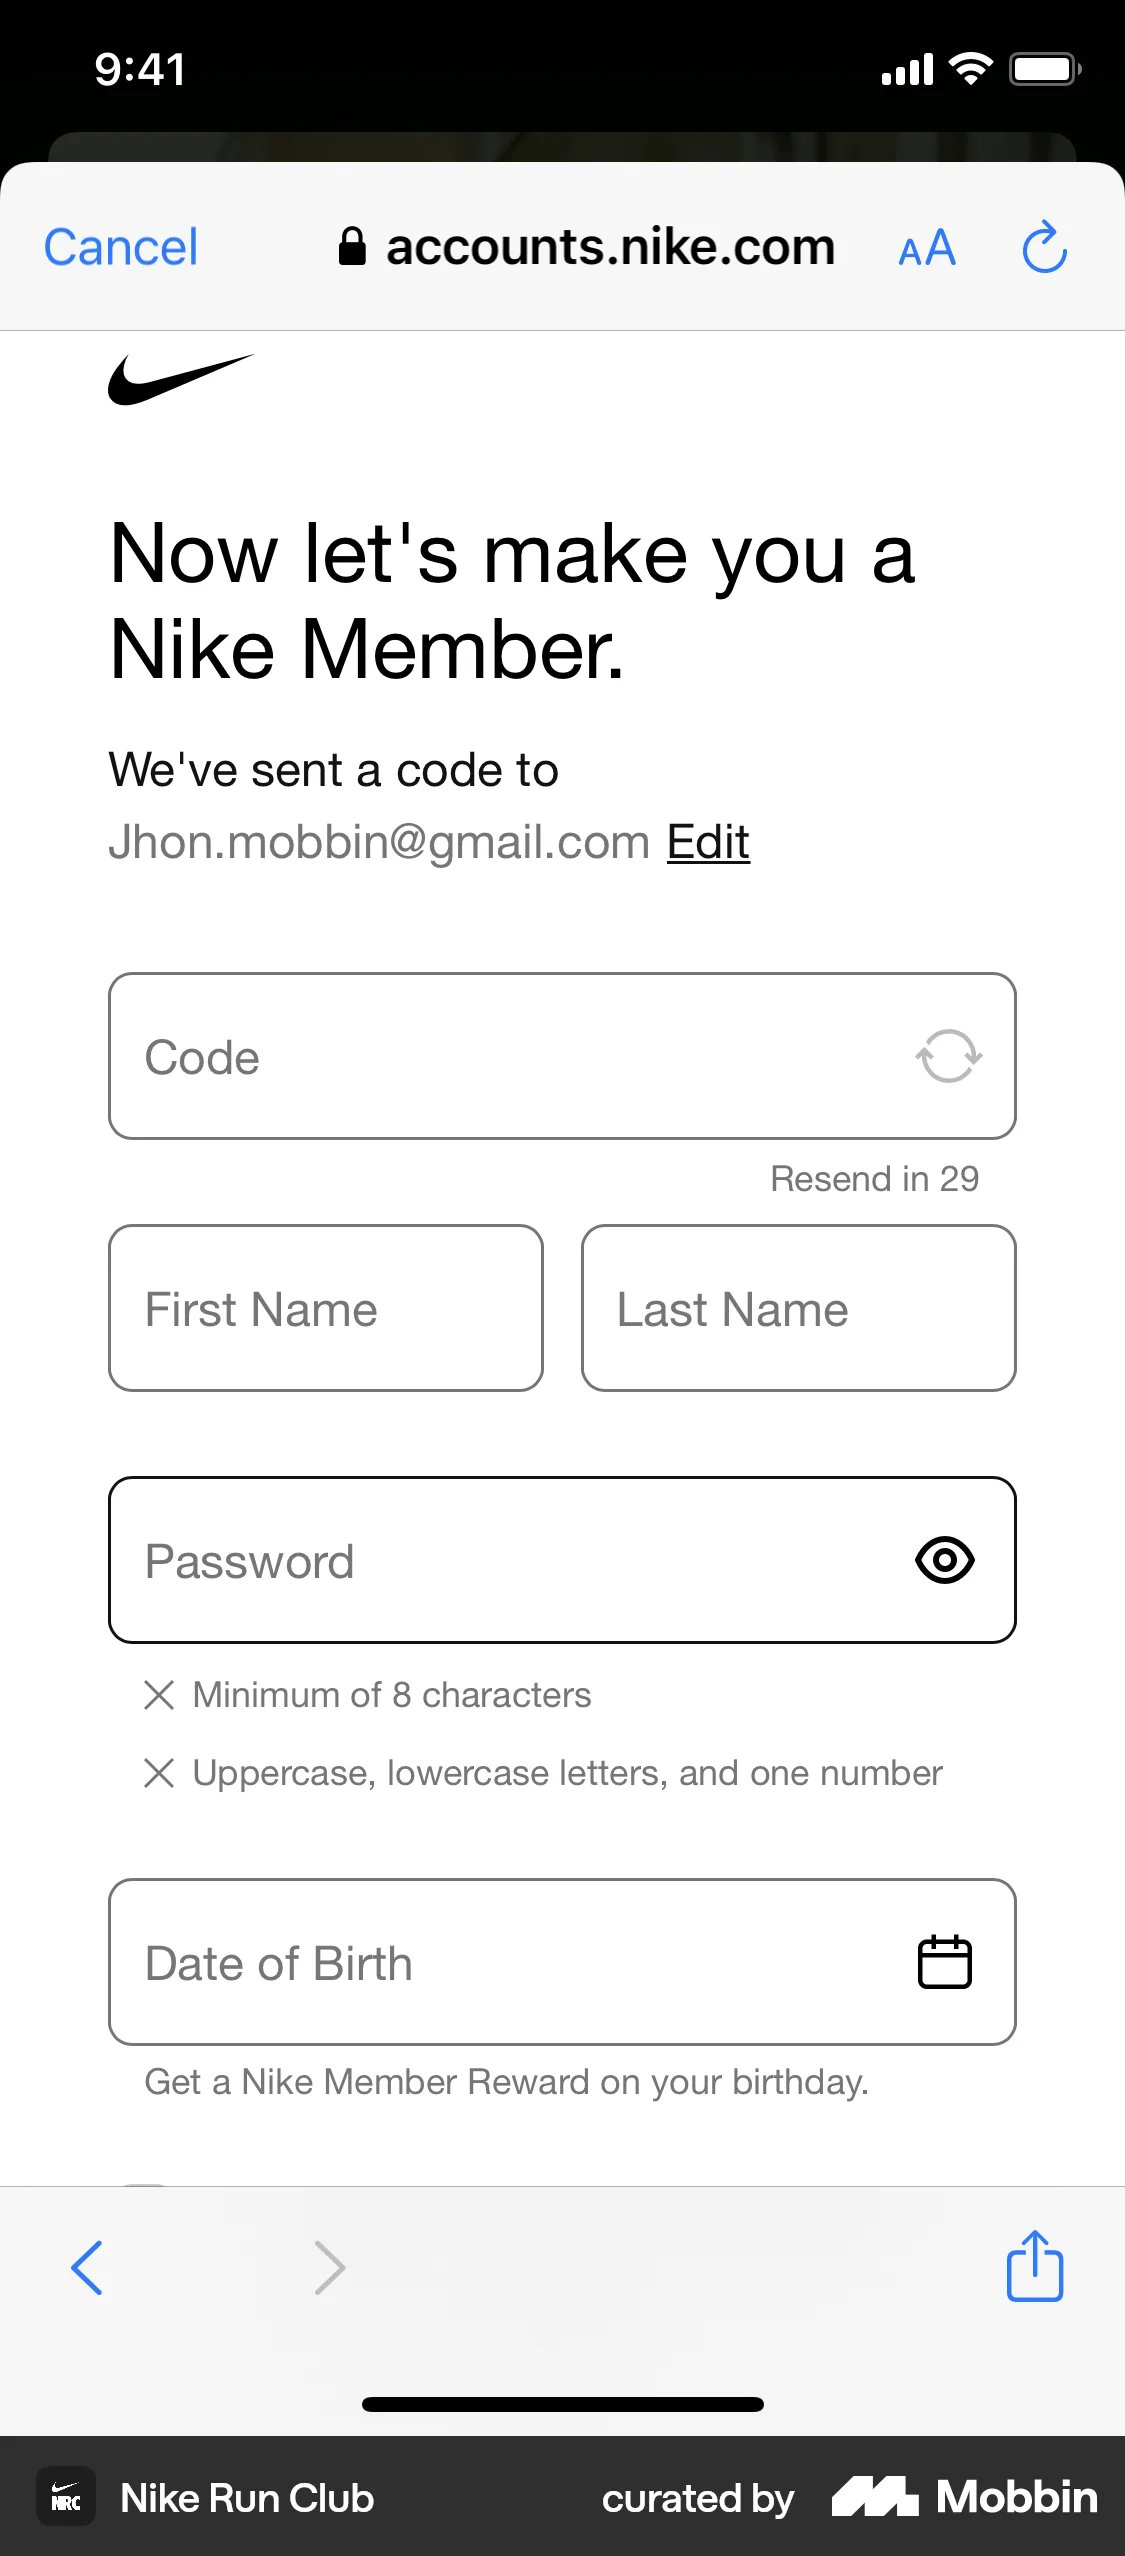 9:41
Cancel
accounts.nike.com
AA
Now let's make you a
Nike Member.
We've sent a code to
Jhon.mobbin@gmail.com Edit
Code
Resend in 29
First Name
Last Name
Password
Minimum of 8 characters
Uppercase, lowercase letters, and one number
Date of Birth
Get a Nike Member Reward on your birthday.
NRC
Nike Run Club
curated by
Mobbin